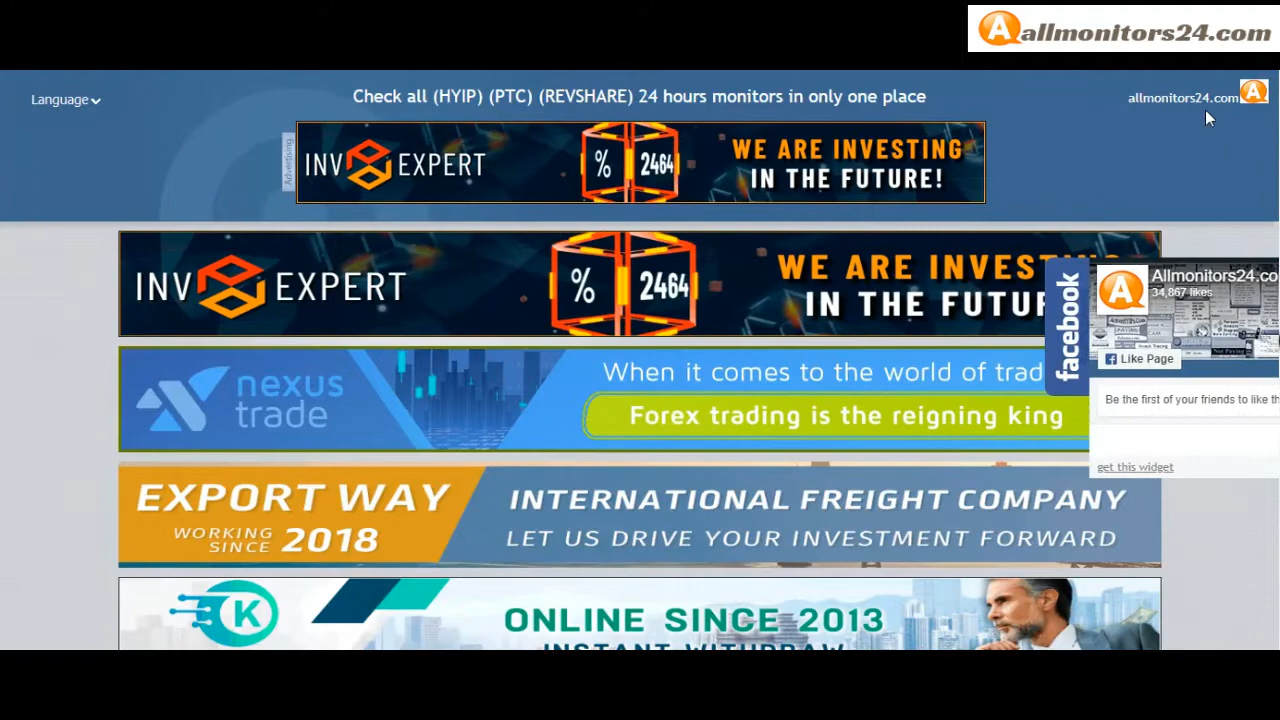 allmonitors24.com
Language
Check all (HYIP) (PTC) (REVSHARE) 24 hours monitors in only one place
allmonitors24.com
Advertising
INV EXPERT
% 2464
WE ARE INVESTING
IN THE FUTURE!
INV EXPERT
% 2464
WE ARE INVEST
IN THE FUTU
facebook
Allmonitors24.co
34,867 likes
Like Page
Be the first of your friends to like th
get this widget
nexus
trade
When it comes to the world of trad
Forex trading is the reigning king
EXPORT WAY
WORKING
SINCE 2018
INTERNATIONAL FREIGHT COMPANY
LET US DRIVE YOUR INVESTMENT FORWARD
K
ONLINE SINCE 2013
INSTANT WITHDRAW